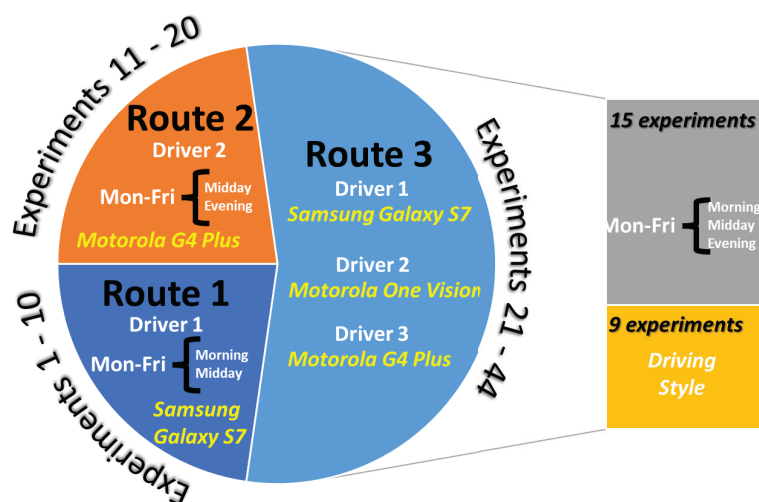 Experiments 11 - 20
Route 2
Driver 2
Mon-Fri
Midday
Evening
Motorola G4 Plus
Experiments 1 - 10
Route 1
Driver 1
Mon-Fri
Morning
Midday
Samsung
Galaxy S7
Route 3
Driver 1
Samsung Galaxy S7
Driver 2
Motorola One Vision
Driver 3
Motorola G4 Plus
Experiments 21 - 44
15 experiments
Mon-Fri
Morning
Midday
Evening
9 experiments
Driving
Style